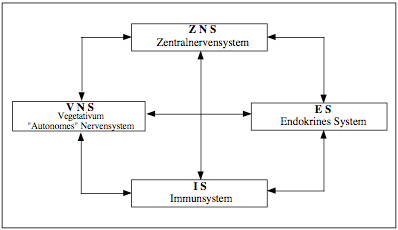 Z N S
Zentralnervensystem
V N S
Vegetativum
"Autonomes" Nervensystem
E S
Endokrines System
I S
Immunsystem